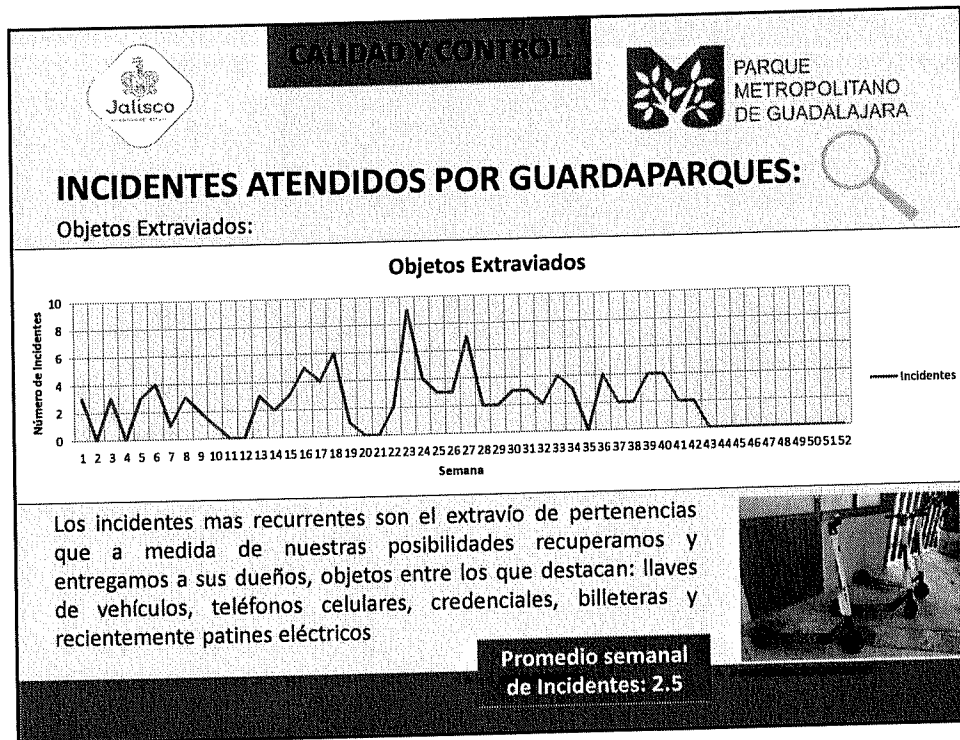 CALIDAD Y CONTROL:
Jalisco
PARQUE
METROPOLITANO
DE GUADALAJARA
INCIDENTES ATENDIDOS POR GUARDAPARQUES:
Objetos Extraviados:
Objetos Extraviados
Número de Incidentes
10
8
6
4
2
0
1 2 3 4 5 6 7 8 9 10 11 12 13 14 15 16 17 18 19 20 21 22 23 24 25 26 27 28 29 30 31 32 33 34 35 36 37 38 39 40 41 42 43 44 45 46 47 48 49 50 51 52
Semana
Incidentes
Los incidentes mas recurrentes son el extravío de pertenencias
que a medida de nuestras posibilidades recuperamos y
entregamos a sus dueños, objetos entre los que destacan: llaves
de vehículos, teléfonos celulares, credenciales, billeteras y
recientemente patines eléctricos
Promedio semanal
de Incidentes: 2.5